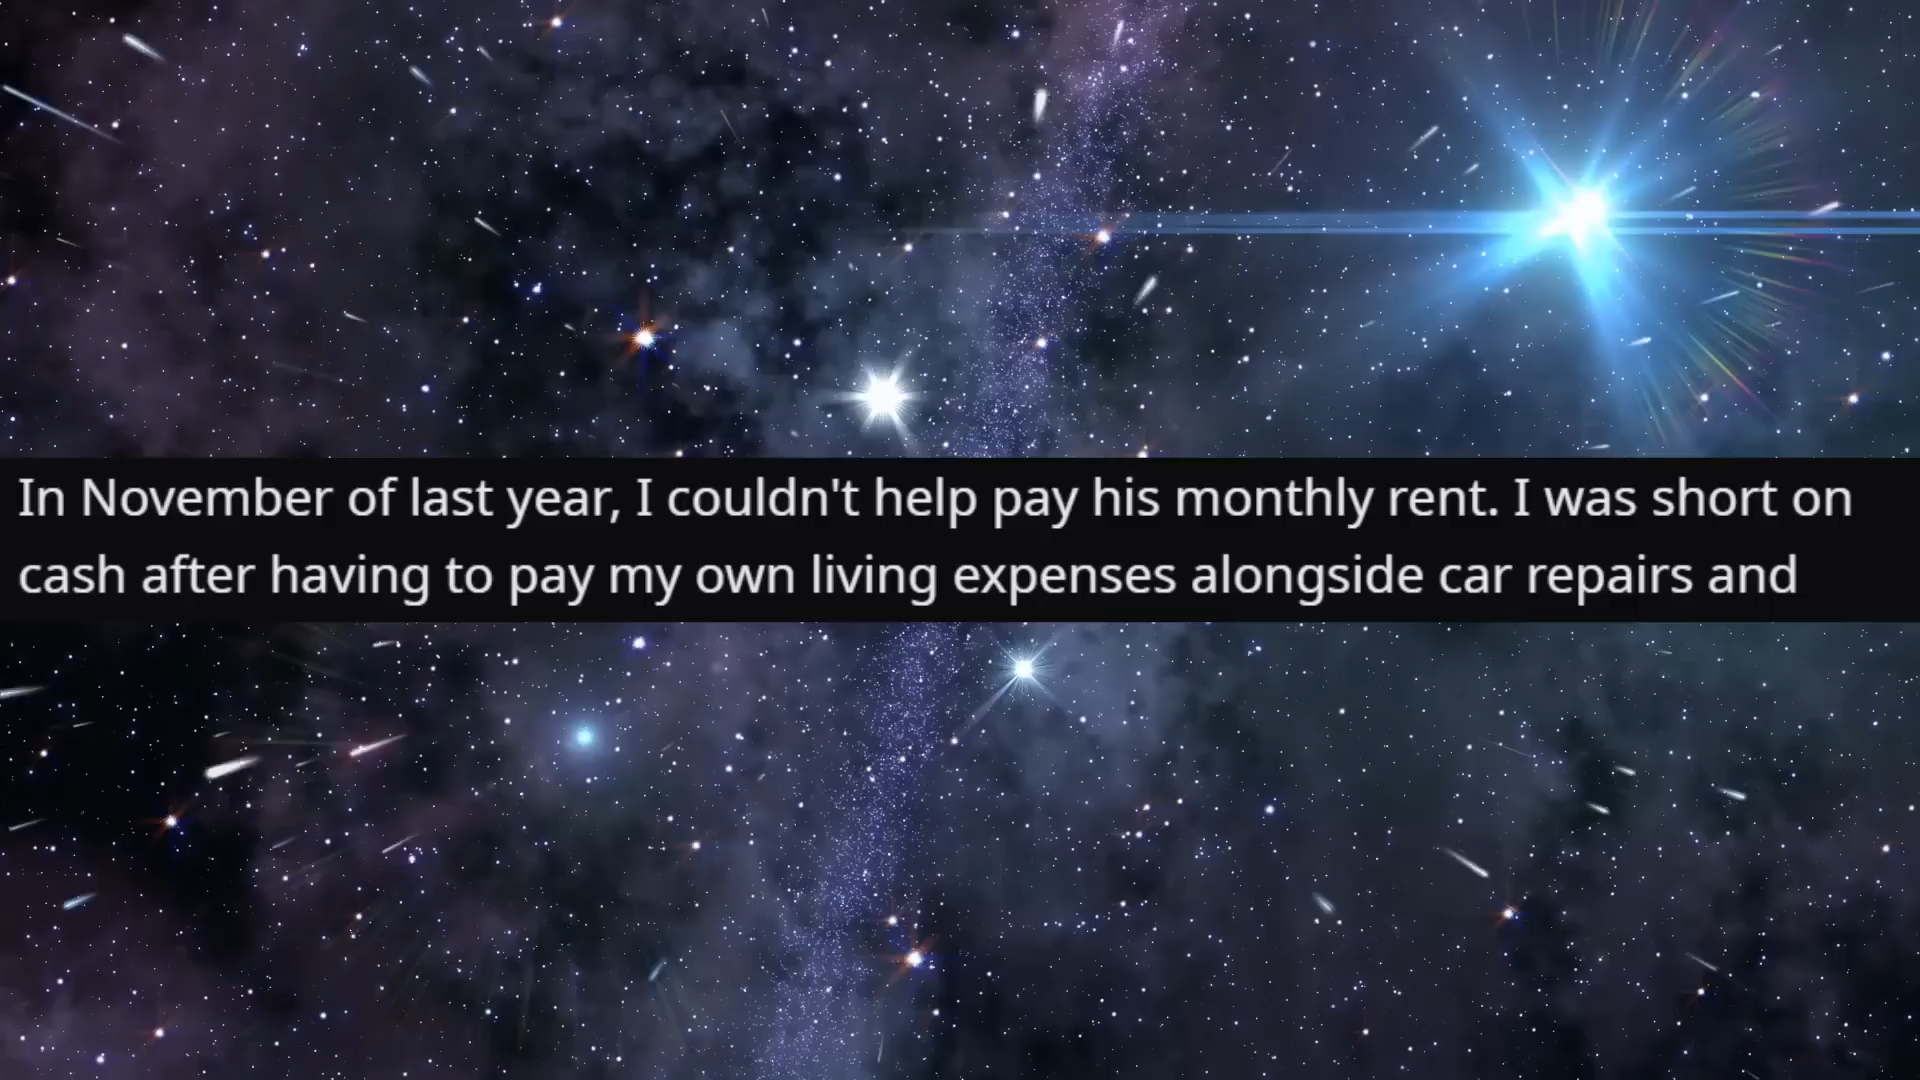 In November of last year, I couldn't help pay his monthly rent. I was short on
cash after having to pay my own living expenses alongside car repairs and